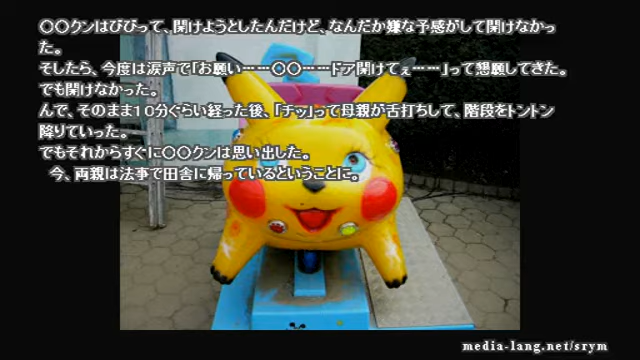 〇〇クンはびびって、開けようとしたんだけど、なんだか嫌な予感がして開けなかっ
た。
そしたら、今度は涙声で「お願い……〇〇……ドア開けてぇ……」って懇願してきた。
でも開けなかった。
んで、そのまま１０分ぐらい経った後、「チッ」って母親が舌打ちして、階段をトントン
降りていった。
でもそれからすぐに〇〇クンは思い出した。
今、両親は法事で田舎に帰っているということに。
media-lang.net/srym